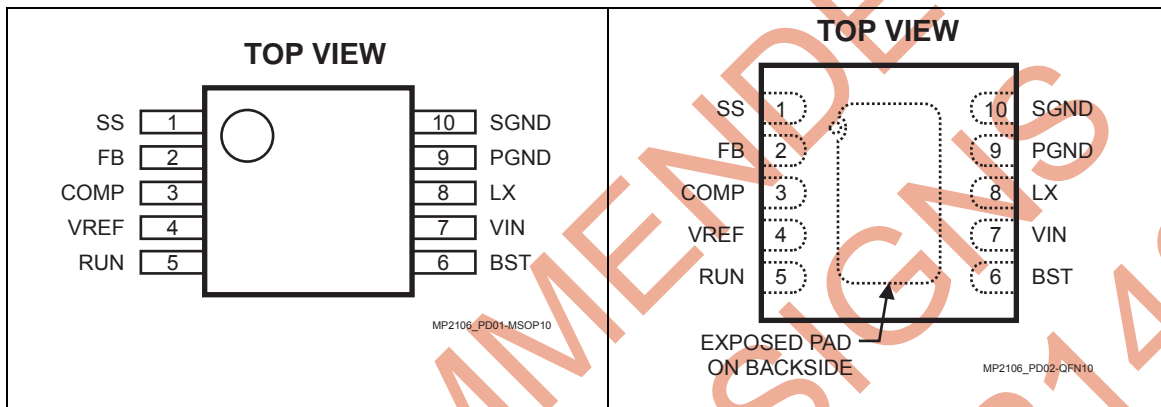 TOP VIEW
SS 1
FB 2
COMP 3
VREF 4
RUN 5
10 SGND
9 PGND
8 LX
7 VIN
6 BST
MP2106_PD01-MSOP10
TOP VIEW
SS 1
FB 2
COMP 3
VREF 4
RUN 5
10 SGND
9 PGND
8 LX
7 VIN
6 BST
EXPOSED PAD
ON BACKSIDE
MP2106_PD02-QFN10